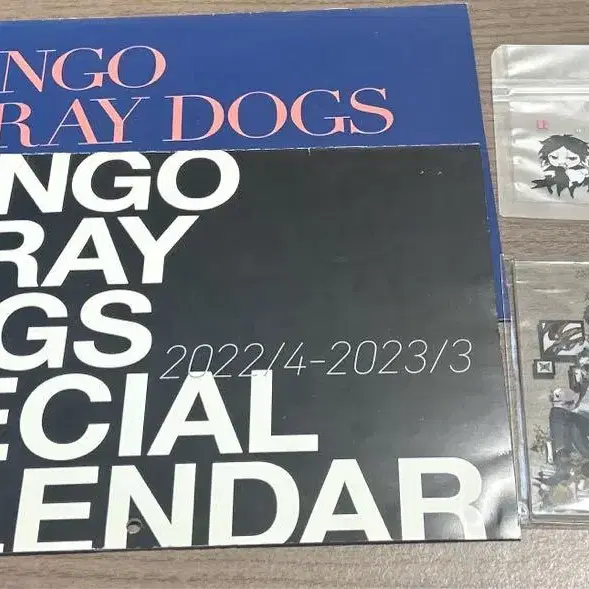 NGO
RAY DOGS
NGO
RAY
GS
2022/4-2023/3
ECIAL
LENDAR